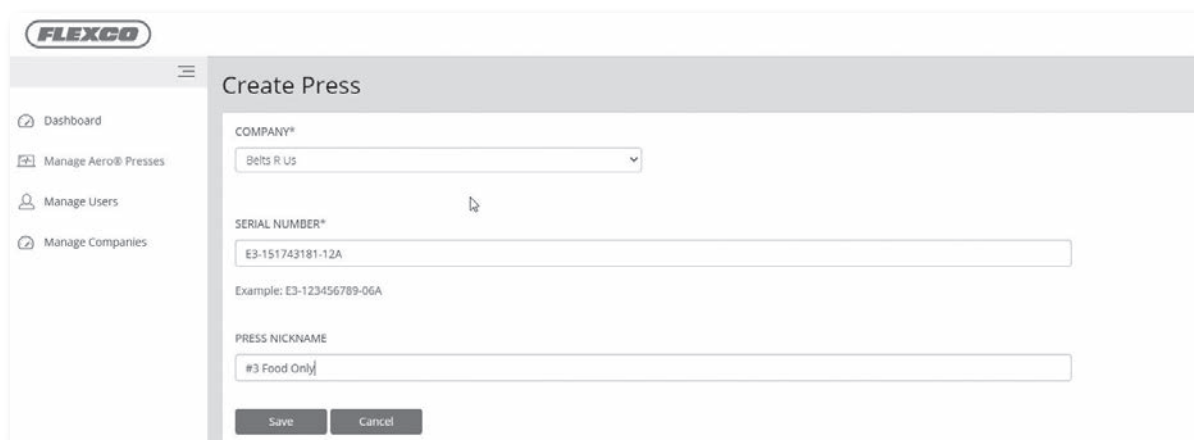 FLEXCO
Create Press
Dashboard
Manage Aero® Presses
Manage Users
Manage Companies
COMPANY*
Belts R Us
SERIAL NUMBER*
E3-151743181-12A
Example: E3-123456789-06A
PRESS NICKNAME
#3 Food Only
Save Cancel